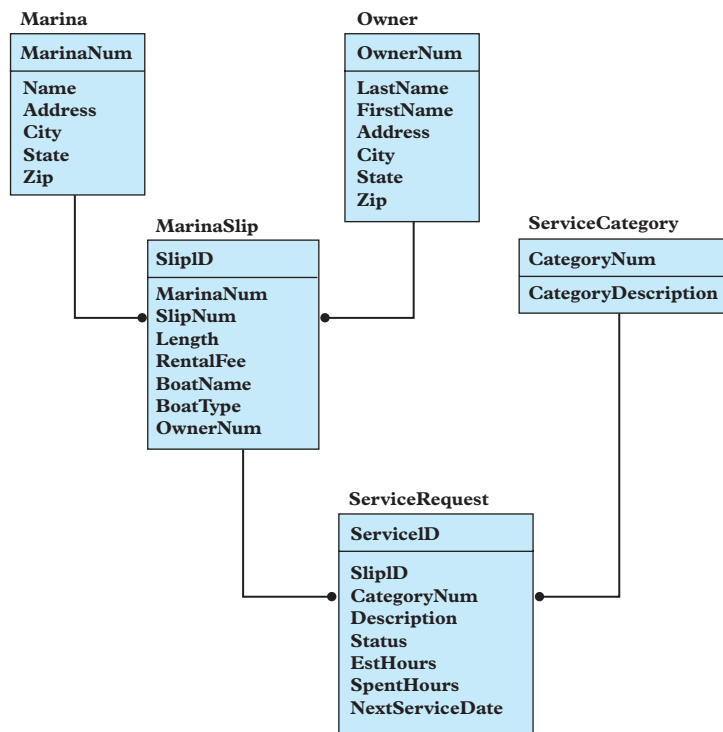 Marina
MarinaNum
Name
Address
City
State
Zip
Owner
OwnerNum
LastName
FirstName
Address
City
State
Zip
MarinaSlip
SlipID
MarinaNum
SlipNum
Length
RentalFee
BoatName
BoatType
OwnerNum
ServiceCategory
CategoryNum
CategoryDescription
ServiceRequest
ServiceID
SlipID
CategoryNum
Description
Status
EstHours
SpentHours
NextServiceDate